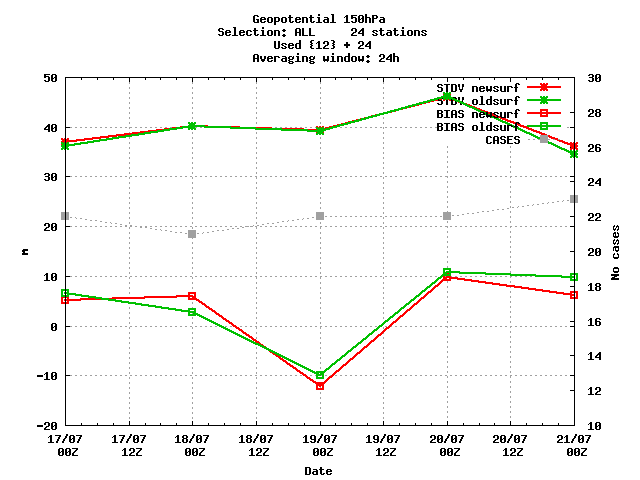 Geopotential 150hPa
Selection: ALL     24 stations
Used {12} + 24
Averaging window: 24h
50
40
30
20
10
0
-10
-20
m
30
28
26
24
22
20
18
16
14
12
10
No cases
STDV newsurf
STDV oldsurf
BIAS newsurf
BIAS oldsurf
CASES
17/07 17/07 18/07 18/07 19/07 19/07 20/07 20/07 21/07
00Z 12Z 00Z 12Z 00Z 12Z 00Z 12Z 00Z
Date